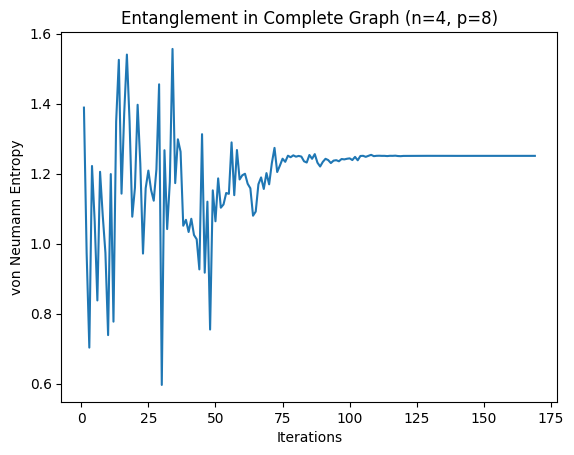 Entanglement in Complete Graph (n=4, p=8)
von Neumann Entropy
1.6
1.4
1.2
1.0
0.8
0.6
0 25 50 75 100 125 150 175
Iterations